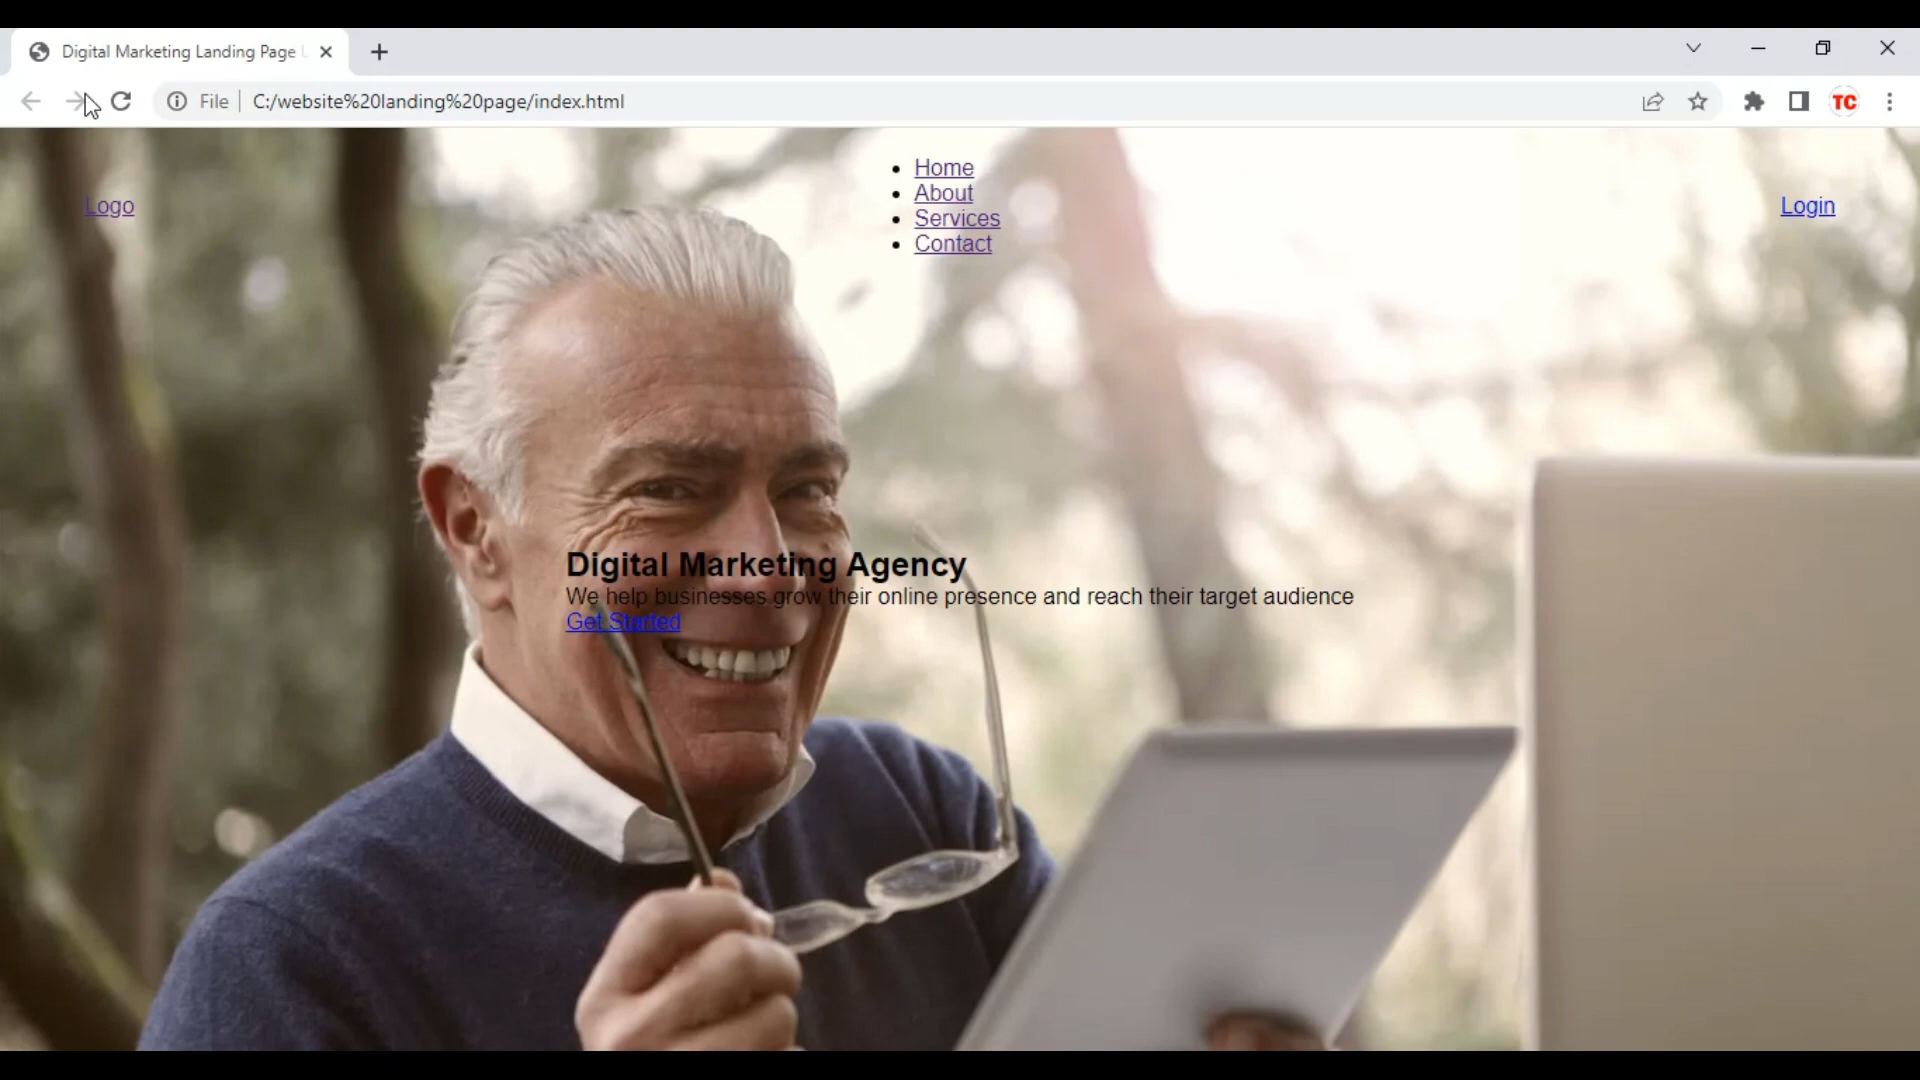 Digital Marketing Landing Page
File
C:/website%20landing%20page/index.html
TC
Logo
Home
About
Services
Contact
Login
Digital Marketing Agency
We help businesses grow their online presence and reach their target audience
Get Started